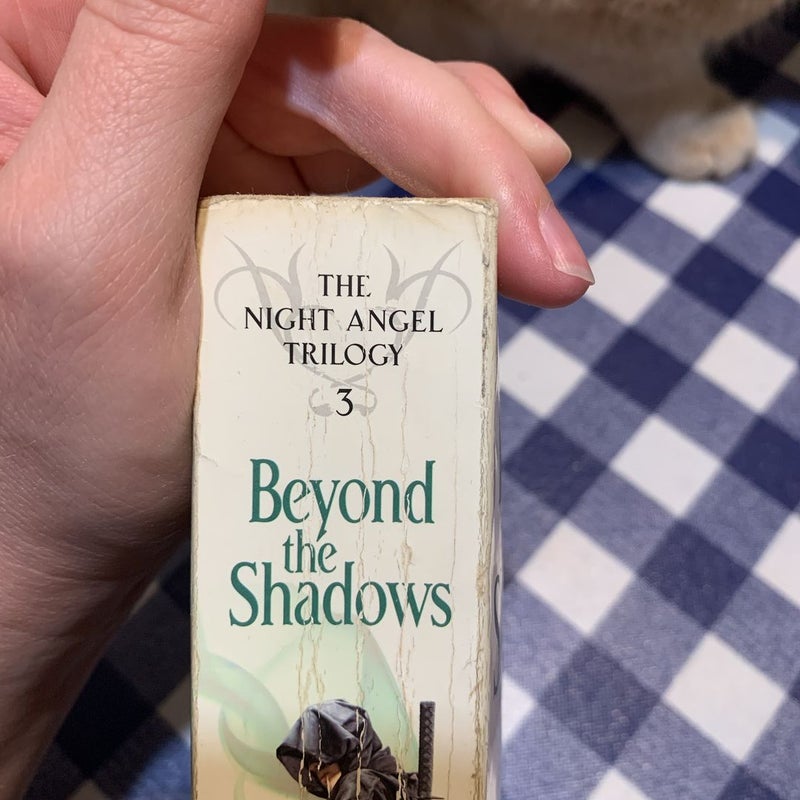 THE
NIGHT ANGEL
TRILOGY
3
Beyond
the
Shadows